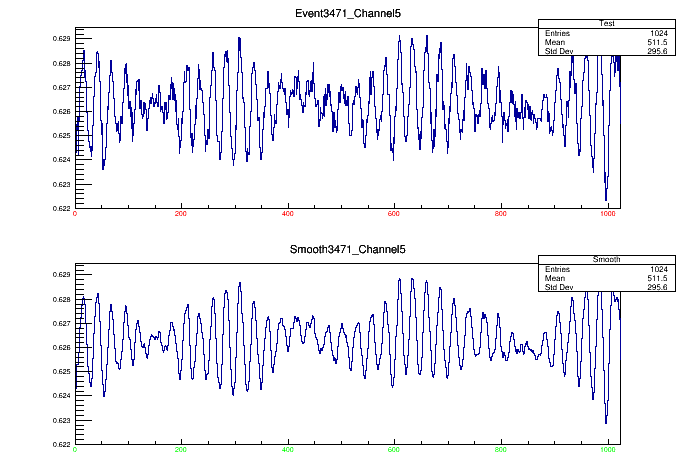 Event3471_Channel5
Test
Entries 1024
Mean 511.5
Std Dev 295.6
0.629
0.628
0.627
0.626
0.625
0.624
0.623
0.622
0 200 400 600 800 1000
Smooth3471_Channel5
Smooth
Entries 1024
Mean 511.5
Std Dev 295.6
0.629
0.628
0.627
0.626
0.625
0.624
0.623
0.622
0 200 400 600 800 1000